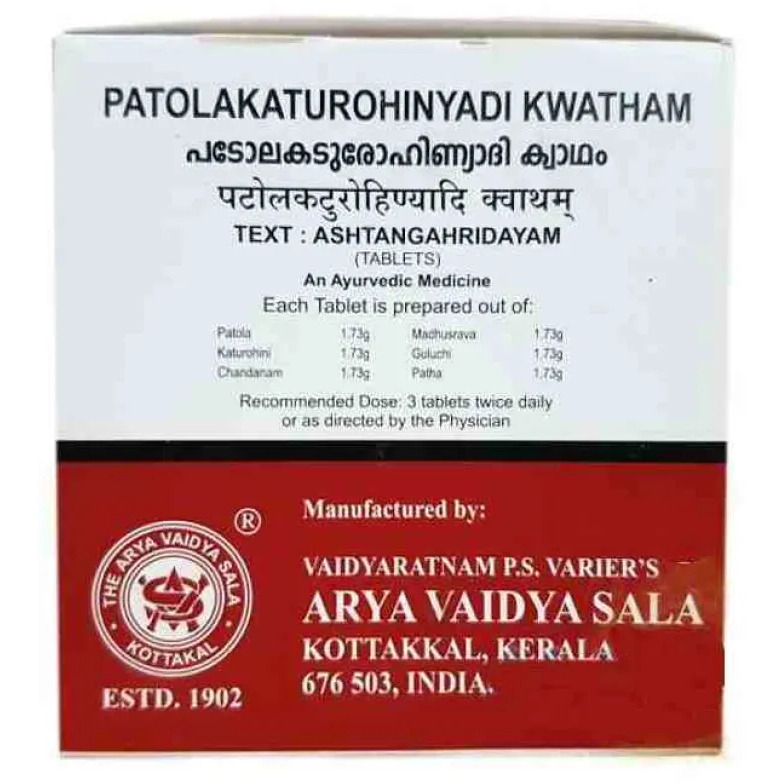 PATOLAKATUROHINYADI KWATHAM
പടോലകടുരോഹിണ്യാദി ക്വാഥം
पटोलकटुरोहिण्यादि क्वाथम्
TEXT : ASHTANGAHRIDAYAM
(TABLETS)
An Ayurvedic Medicine
Each Tablet is prepared out of:
Patola 1.73g Madhusrava 1.73g
Katurohini 1.73g Guluchi 1.73g
Chandanam 1.73g Patha 1.73g
Recommended Dose: 3 tablets twice daily
or as directed by the Physician
Manufactured by:
VAIDYARATNAM P.S. VARIER'S
ARYA VAIDYA SALA
KOTTAKKAL, KERALA
676 503, INDIA.
®
THE ARYA VAIDYA SALA
KOTTAKAL
ESTD. 1902